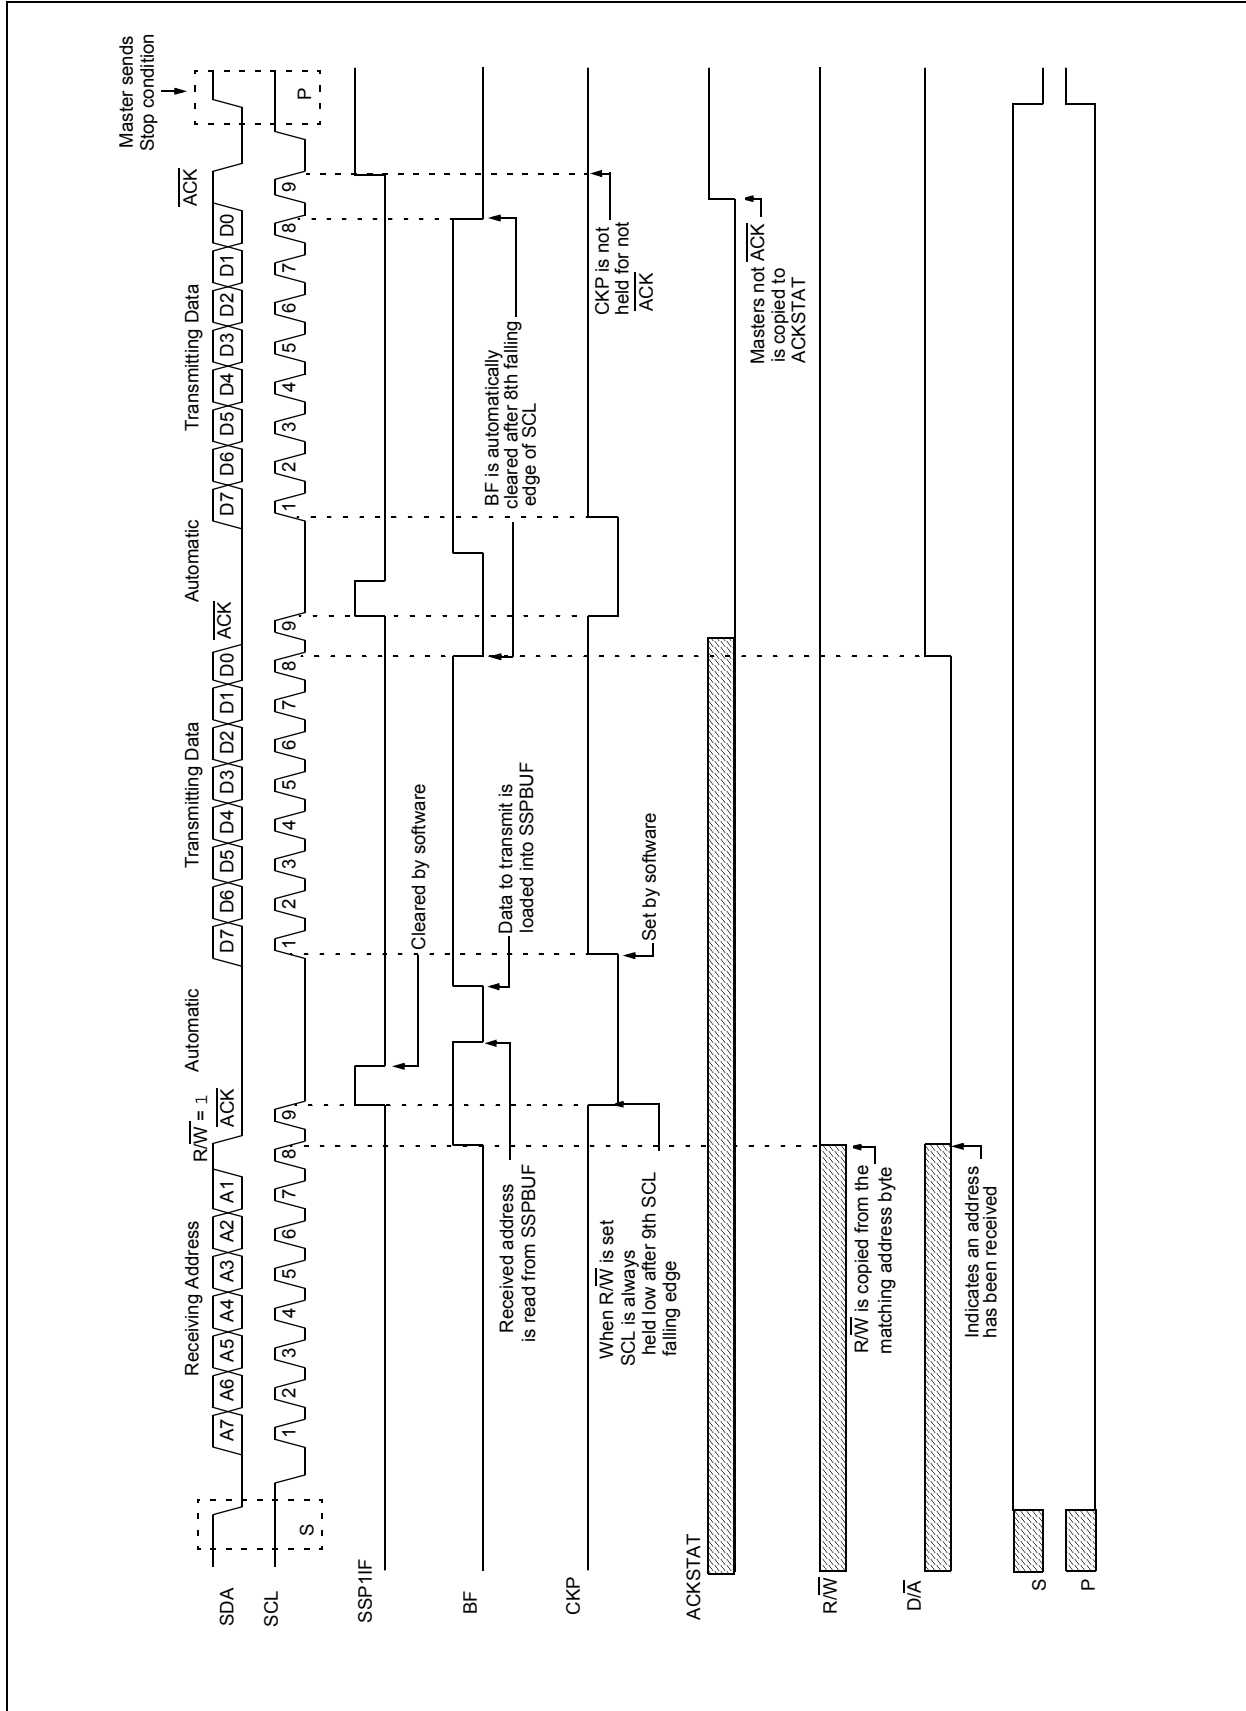 Master sends
Stop condition
Receiving Address
R/W = 1
ACK
Automatic
Transmitting Data
ACK
Automatic
Transmitting Data
ACK
SDA
A7 A6 A5 A4 A3 A2 A1
D7 D6 D5 D4 D3 D2 D1 D0
D7 D6 D5 D4 D3 D2 D1 D0
SCL
S
1 2 3 4 5 6 7 8 9
1 2 3 4 5 6 7 8 9
1 2 3 4 5 6 7 8 9
P
SSP1IF
Cleared by software
BF
Received address
is read from SSPBUF
Data to transmit is
loaded into SSPBUF
BF is automatically
cleared after 8th falling
edge of SCL
CKP
When R/W is set
SCL is always
held low after 9th SCL
falling edge
Set by software
CKP is not
held for not
ACK
ACKSTAT
Masters not ACK
is copied to
ACKSTAT
R/W
R/W is copied from the
matching address byte
D/A
Indicates an address
has been received
S
P